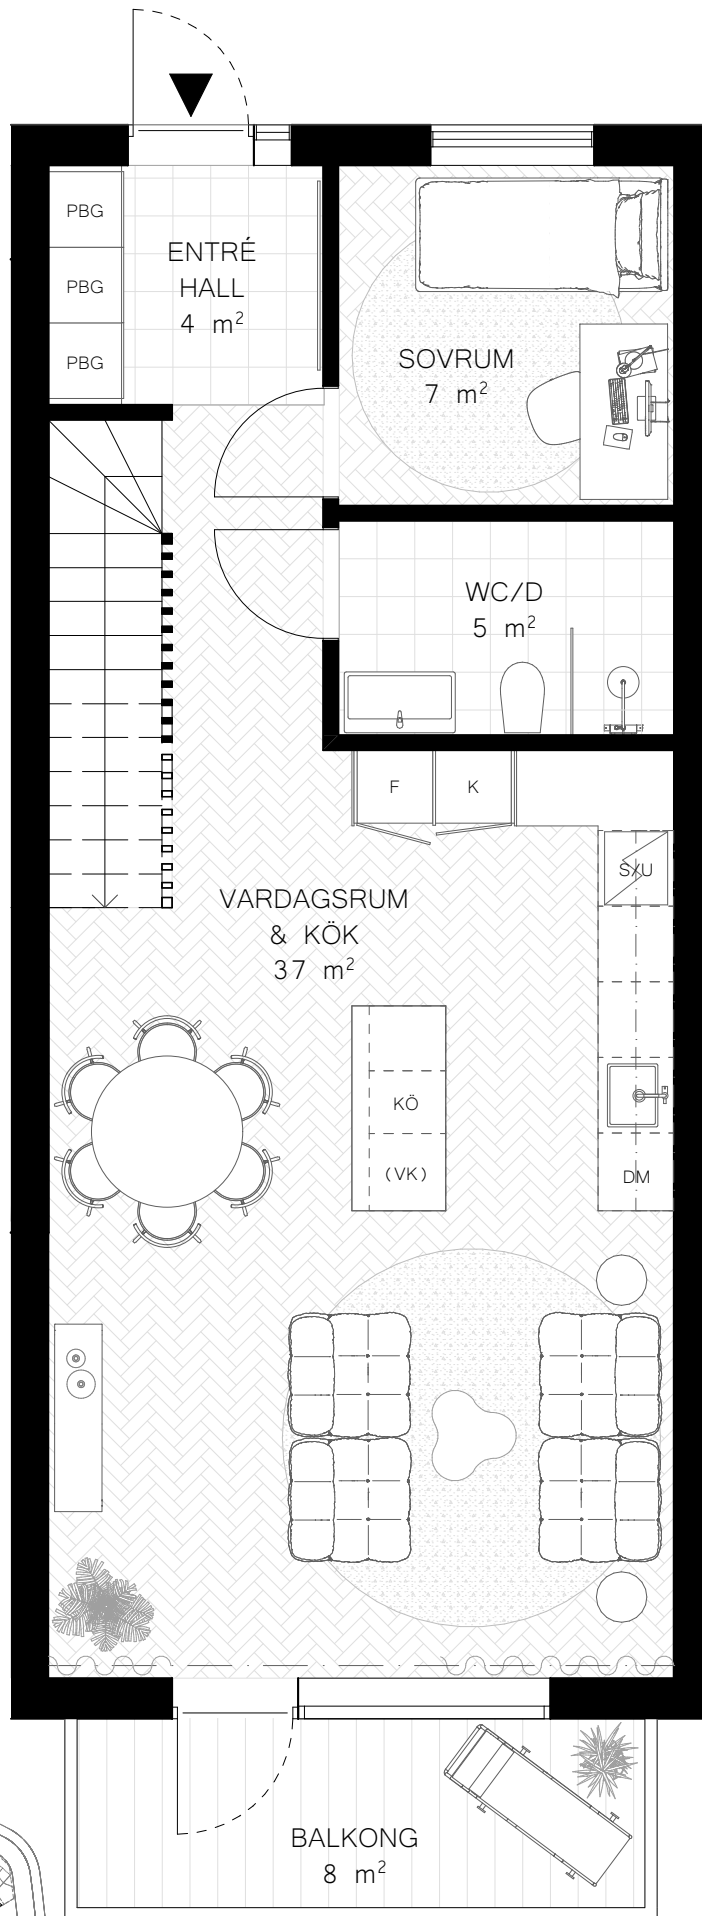 PBG
PBG
PBG
ENTRÉ
HALL
4 m²
SOVRUM
7 m²
WC/D
5 m²
F
K
S/U
VARDAGSRUM
& KÖK
37 m²
KÖ
(VK)
DM
BALKONG
8 m²